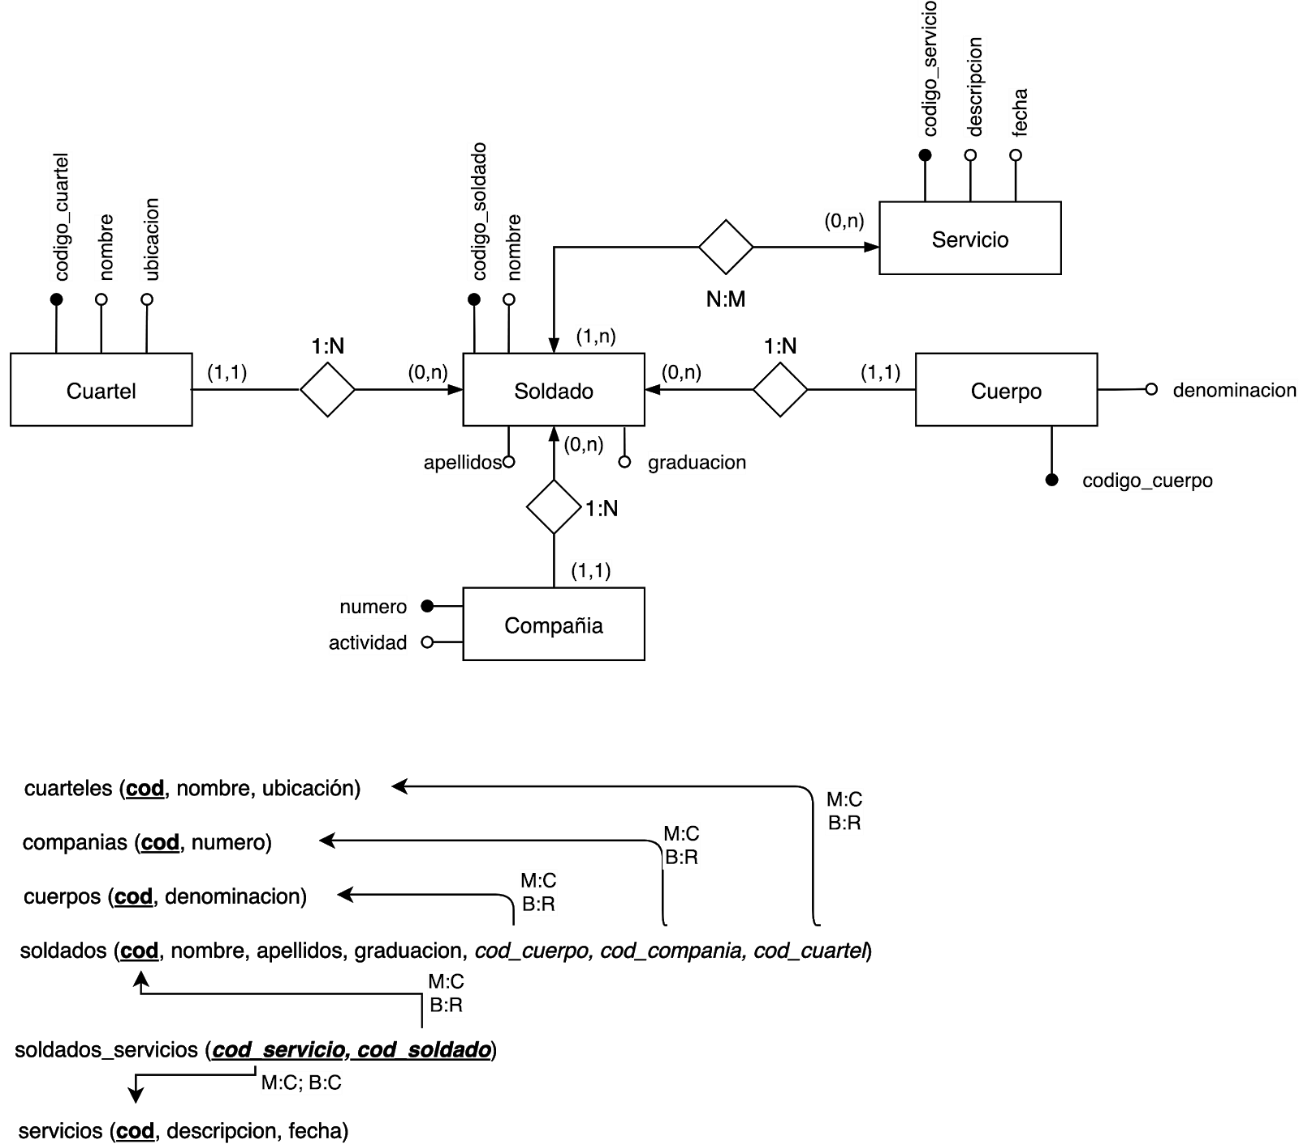 codigo_servicio
descripcion
fecha
Servicio
(0,n)
N:M
(1,n)
codigo_cuartel
nombre
ubicacion
Cuartel
(1,1)
1:N
(0,n)
codigo_soldado
nombre
Soldado
apellidos
graduacion
(0,n)
1:N
(1,1)
Cuerpo
denominacion
codigo_cuerpo
(0,n)
1:N
(1,1)
numero
actividad
Compañia
cuarteles (cod, nombre, ubicación)
M:C
B:R
companias (cod, numero)
M:C
B:R
cuerpos (cod, denominacion)
M:C
B:R
soldados (cod, nombre, apellidos, graduacion, cod_cuerpo, cod_compania, cod_cuartel)
M:C
B:R
soldados_servicios (cod_servicio, cod_soldado)
M:C; B:C
servicios (cod, descripcion, fecha)